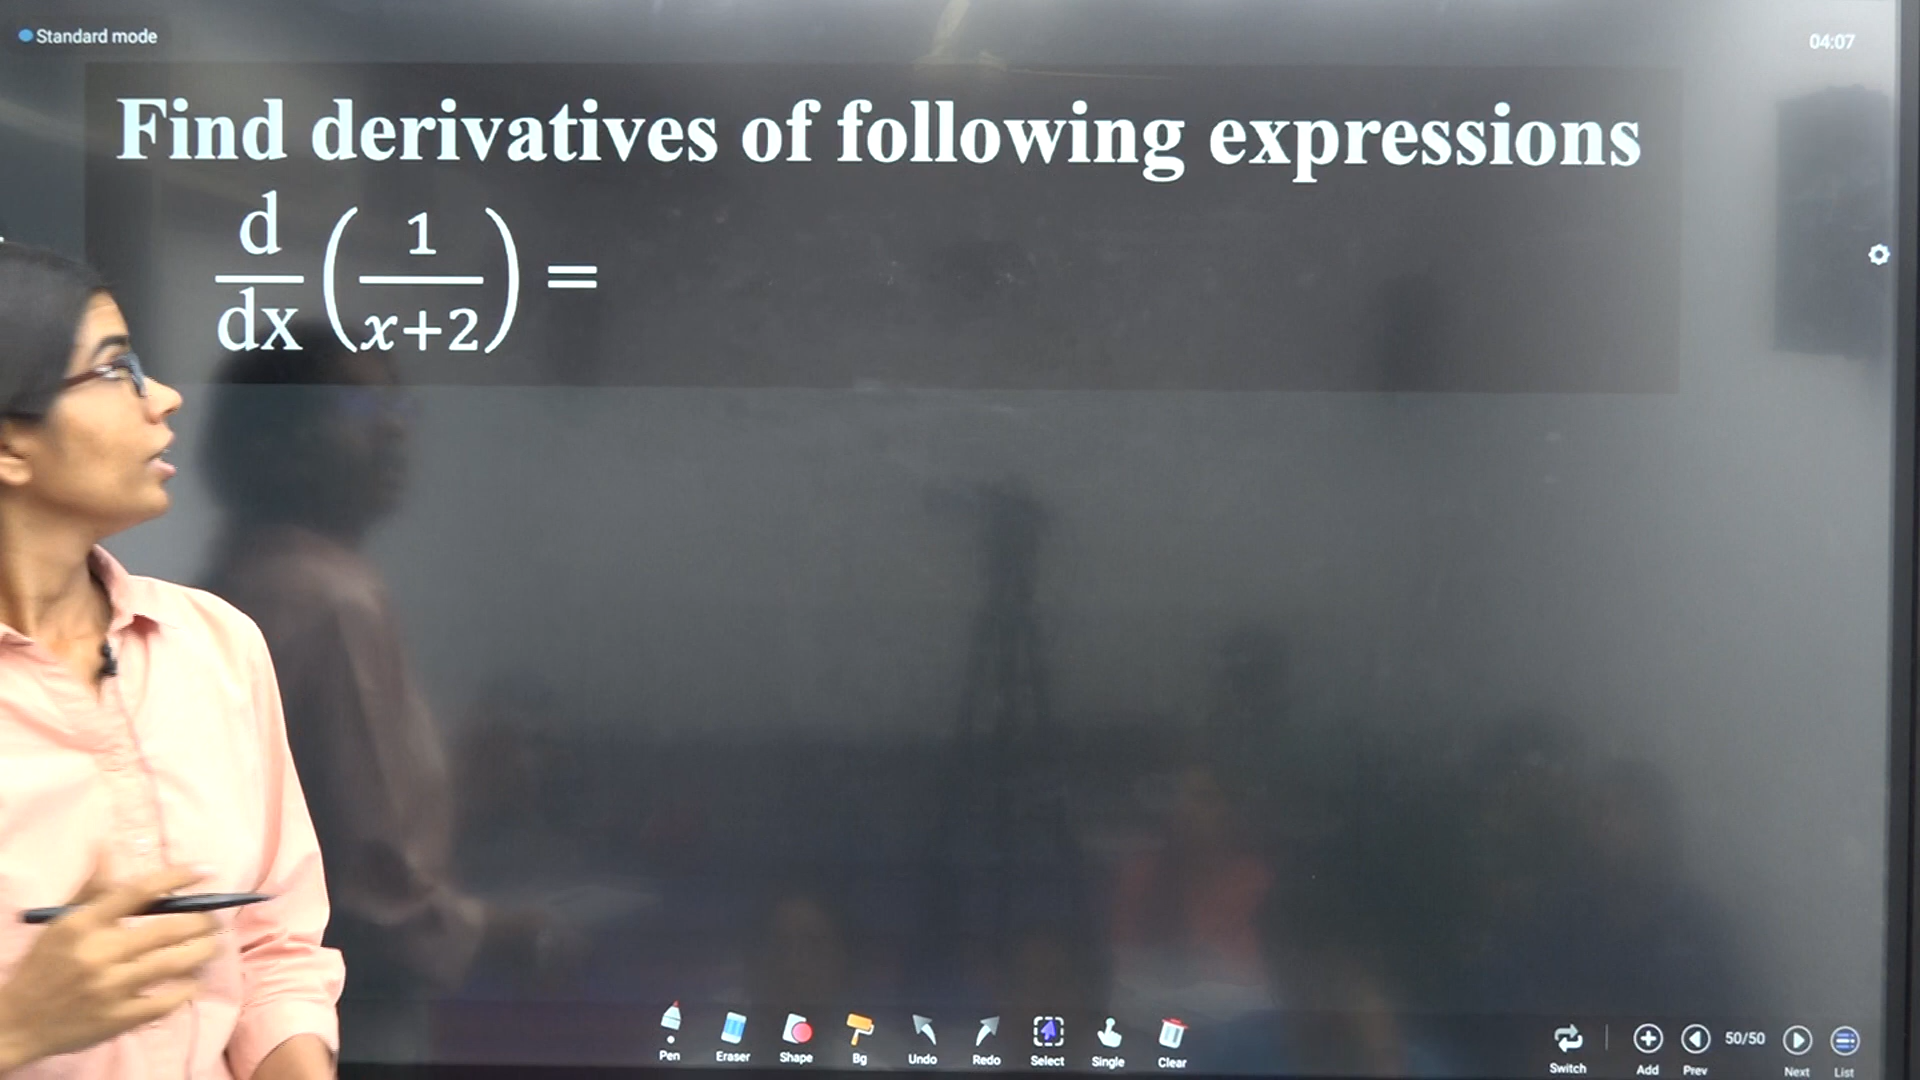 Standard mode
04:07
Find derivatives of following expressions
d/dx (1/(x+2)) =
Pen Eraser Shape Bg Undo Redo Select Single Clear
Switch Add Prev 50/50 Next List